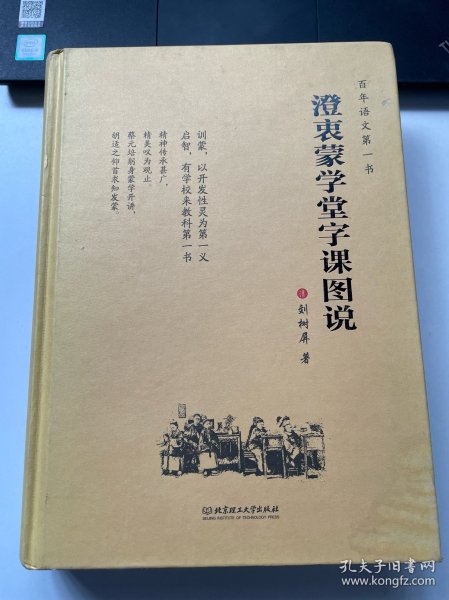 百年语文第一书
澄衷蒙学堂字课图说
清 刘树屏 著
训蒙，以开发性灵为第一义
启智，有学校来教科第一书
精神传承甚广，
精美叹为观止。
蔡元培躬身蒙学开讲，
胡适之仰首求知发蒙。
北京理工大学出版社
BEIJING INSTITUTE OF TECHNOLOGY PRESS
孔夫子旧书网
www.kongfz.com